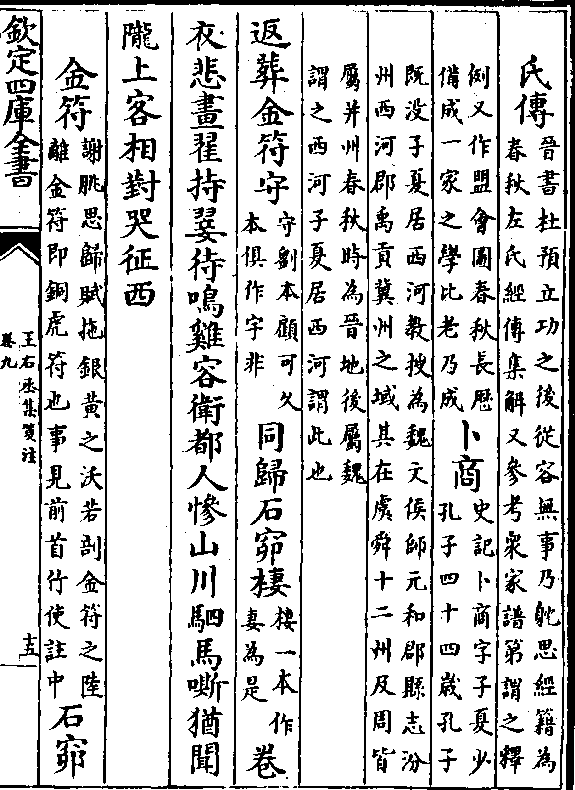 氏傳
晉書杜預立功之後從容無事乃躭思經籍為
春秋左氏經傳集解又參考衆家譜第謂之釋
例又作盟會圖春秋長厯
備成一家之學比老乃成
卜商
史記卜商字子夏少
孔子四十四嵗孔子
既没子夏居西河教授為魏文侯師元和郡縣志汾
州西河郡禹貢冀州之域其在虞舜十二州及周皆
屬并州春秋時為晉地後屬魏
謂之西河子夏居西河謂此也
返葬金符守
守劉本顧可久
本俱作字非
同歸石窌棲
棲一本作
妻為是
卷
衣悲畫翟持翣待鳴雞容衛都人慘山川駟馬嘶猶聞
隴上客相對哭征西
金符
謝朓思歸賦拖銀黄之沃若剖金符之陸
離金符即銅虎符也事見前首竹使註中
石窌
欽定四庫全書
王右丞集箋注
卷九
十五